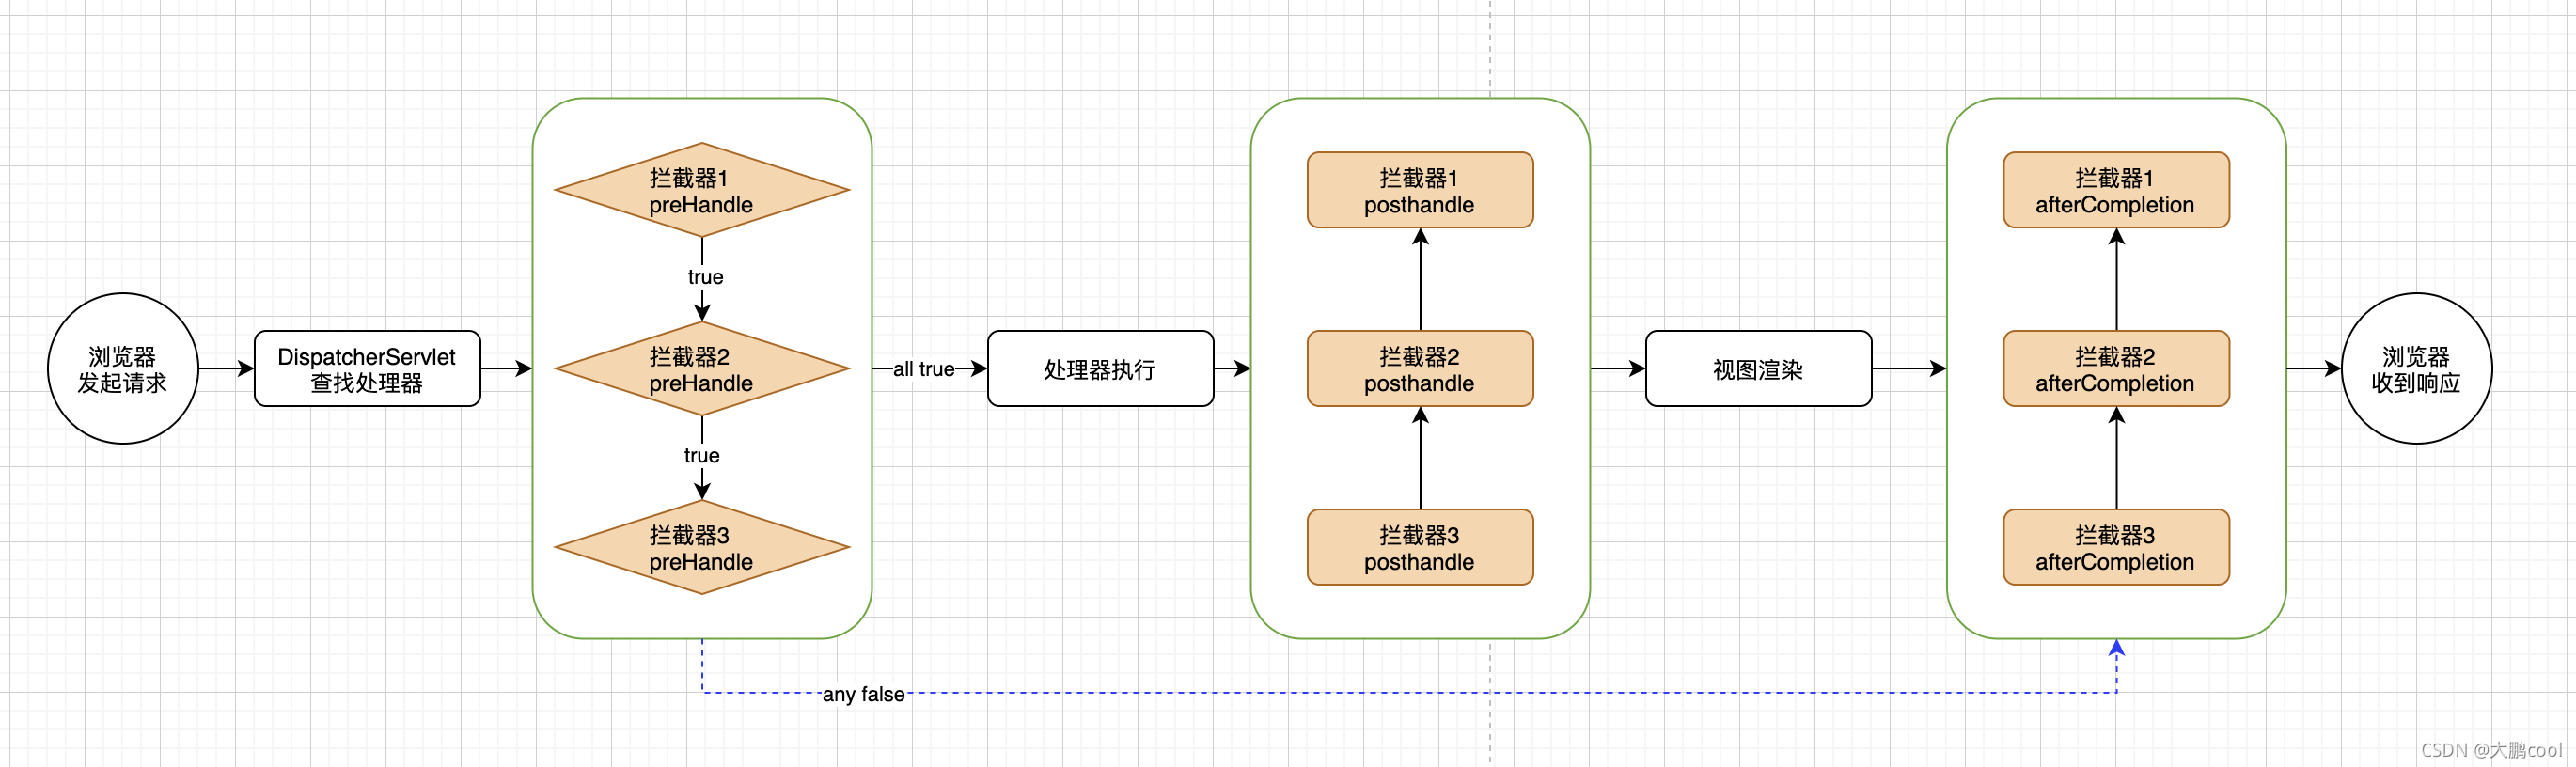 浏览器
发起请求
DispatcherServlet
查找处理器
拦截器1
preHandle
true
拦截器2
preHandle
true
拦截器3
preHandle
all true
处理器执行
拦截器1
posthandle
拦截器2
posthandle
拦截器3
posthandle
视图渲染
拦截器1
afterCompletion
拦截器2
afterCompletion
拦截器3
afterCompletion
浏览器
收到响应
any false
CSDN @大鹏cool